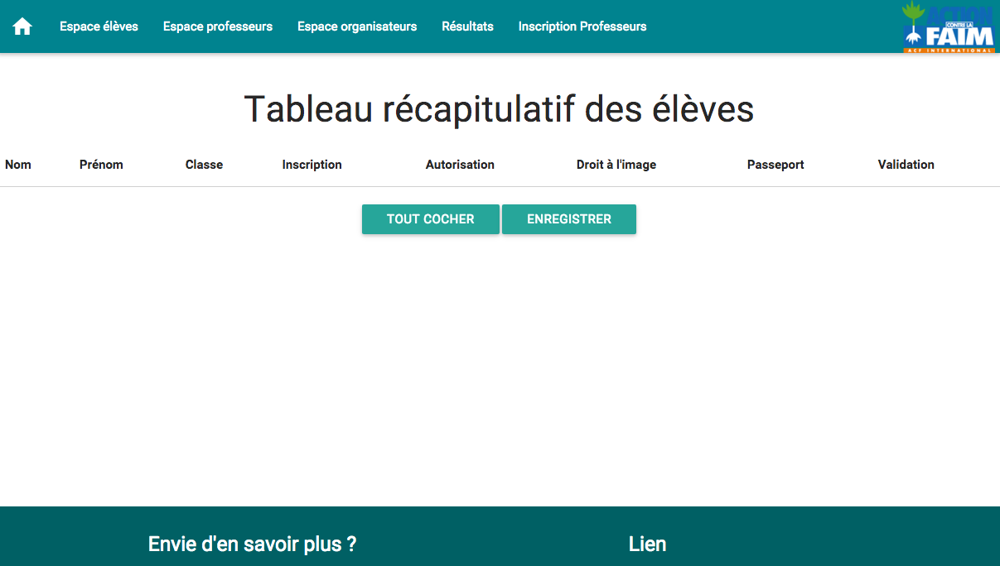 Espace élèves Espace professeurs Espace organisateurs Résultats Inscription Professeurs
ACTION
CONTRE LA
FAIM
ACF INTERNATIONAL
Tableau récapitulatif des élèves
Nom Prénom Classe Inscription Autorisation Droit à l'image Passeport Validation
TOUT COCHER ENREGISTRER
Envie d'en savoir plus ? Lien